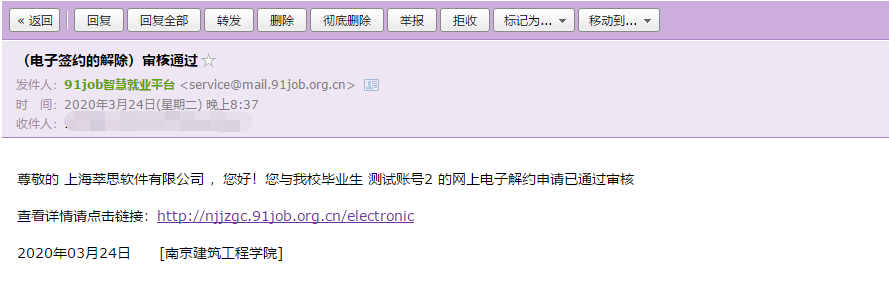 « 返回 回复 回复全部 转发 删除 彻底删除 举报 拒收 标记为... 移动到...
（电子签约的解除）审核通过
发件人：91job智慧就业平台 <service@mail.91job.org.cn>
时 间：2020年3月24日(星期二) 晚上8:37
收件人：
尊敬的 上海萃思软件有限公司 ，您好！您与我校毕业生 测试账号2 的网上电子解约申请已通过审核
查看详情请点击链接：http://njjzgc.91job.org.cn/electronic
2020年03月24日 [南京建筑工程学院]